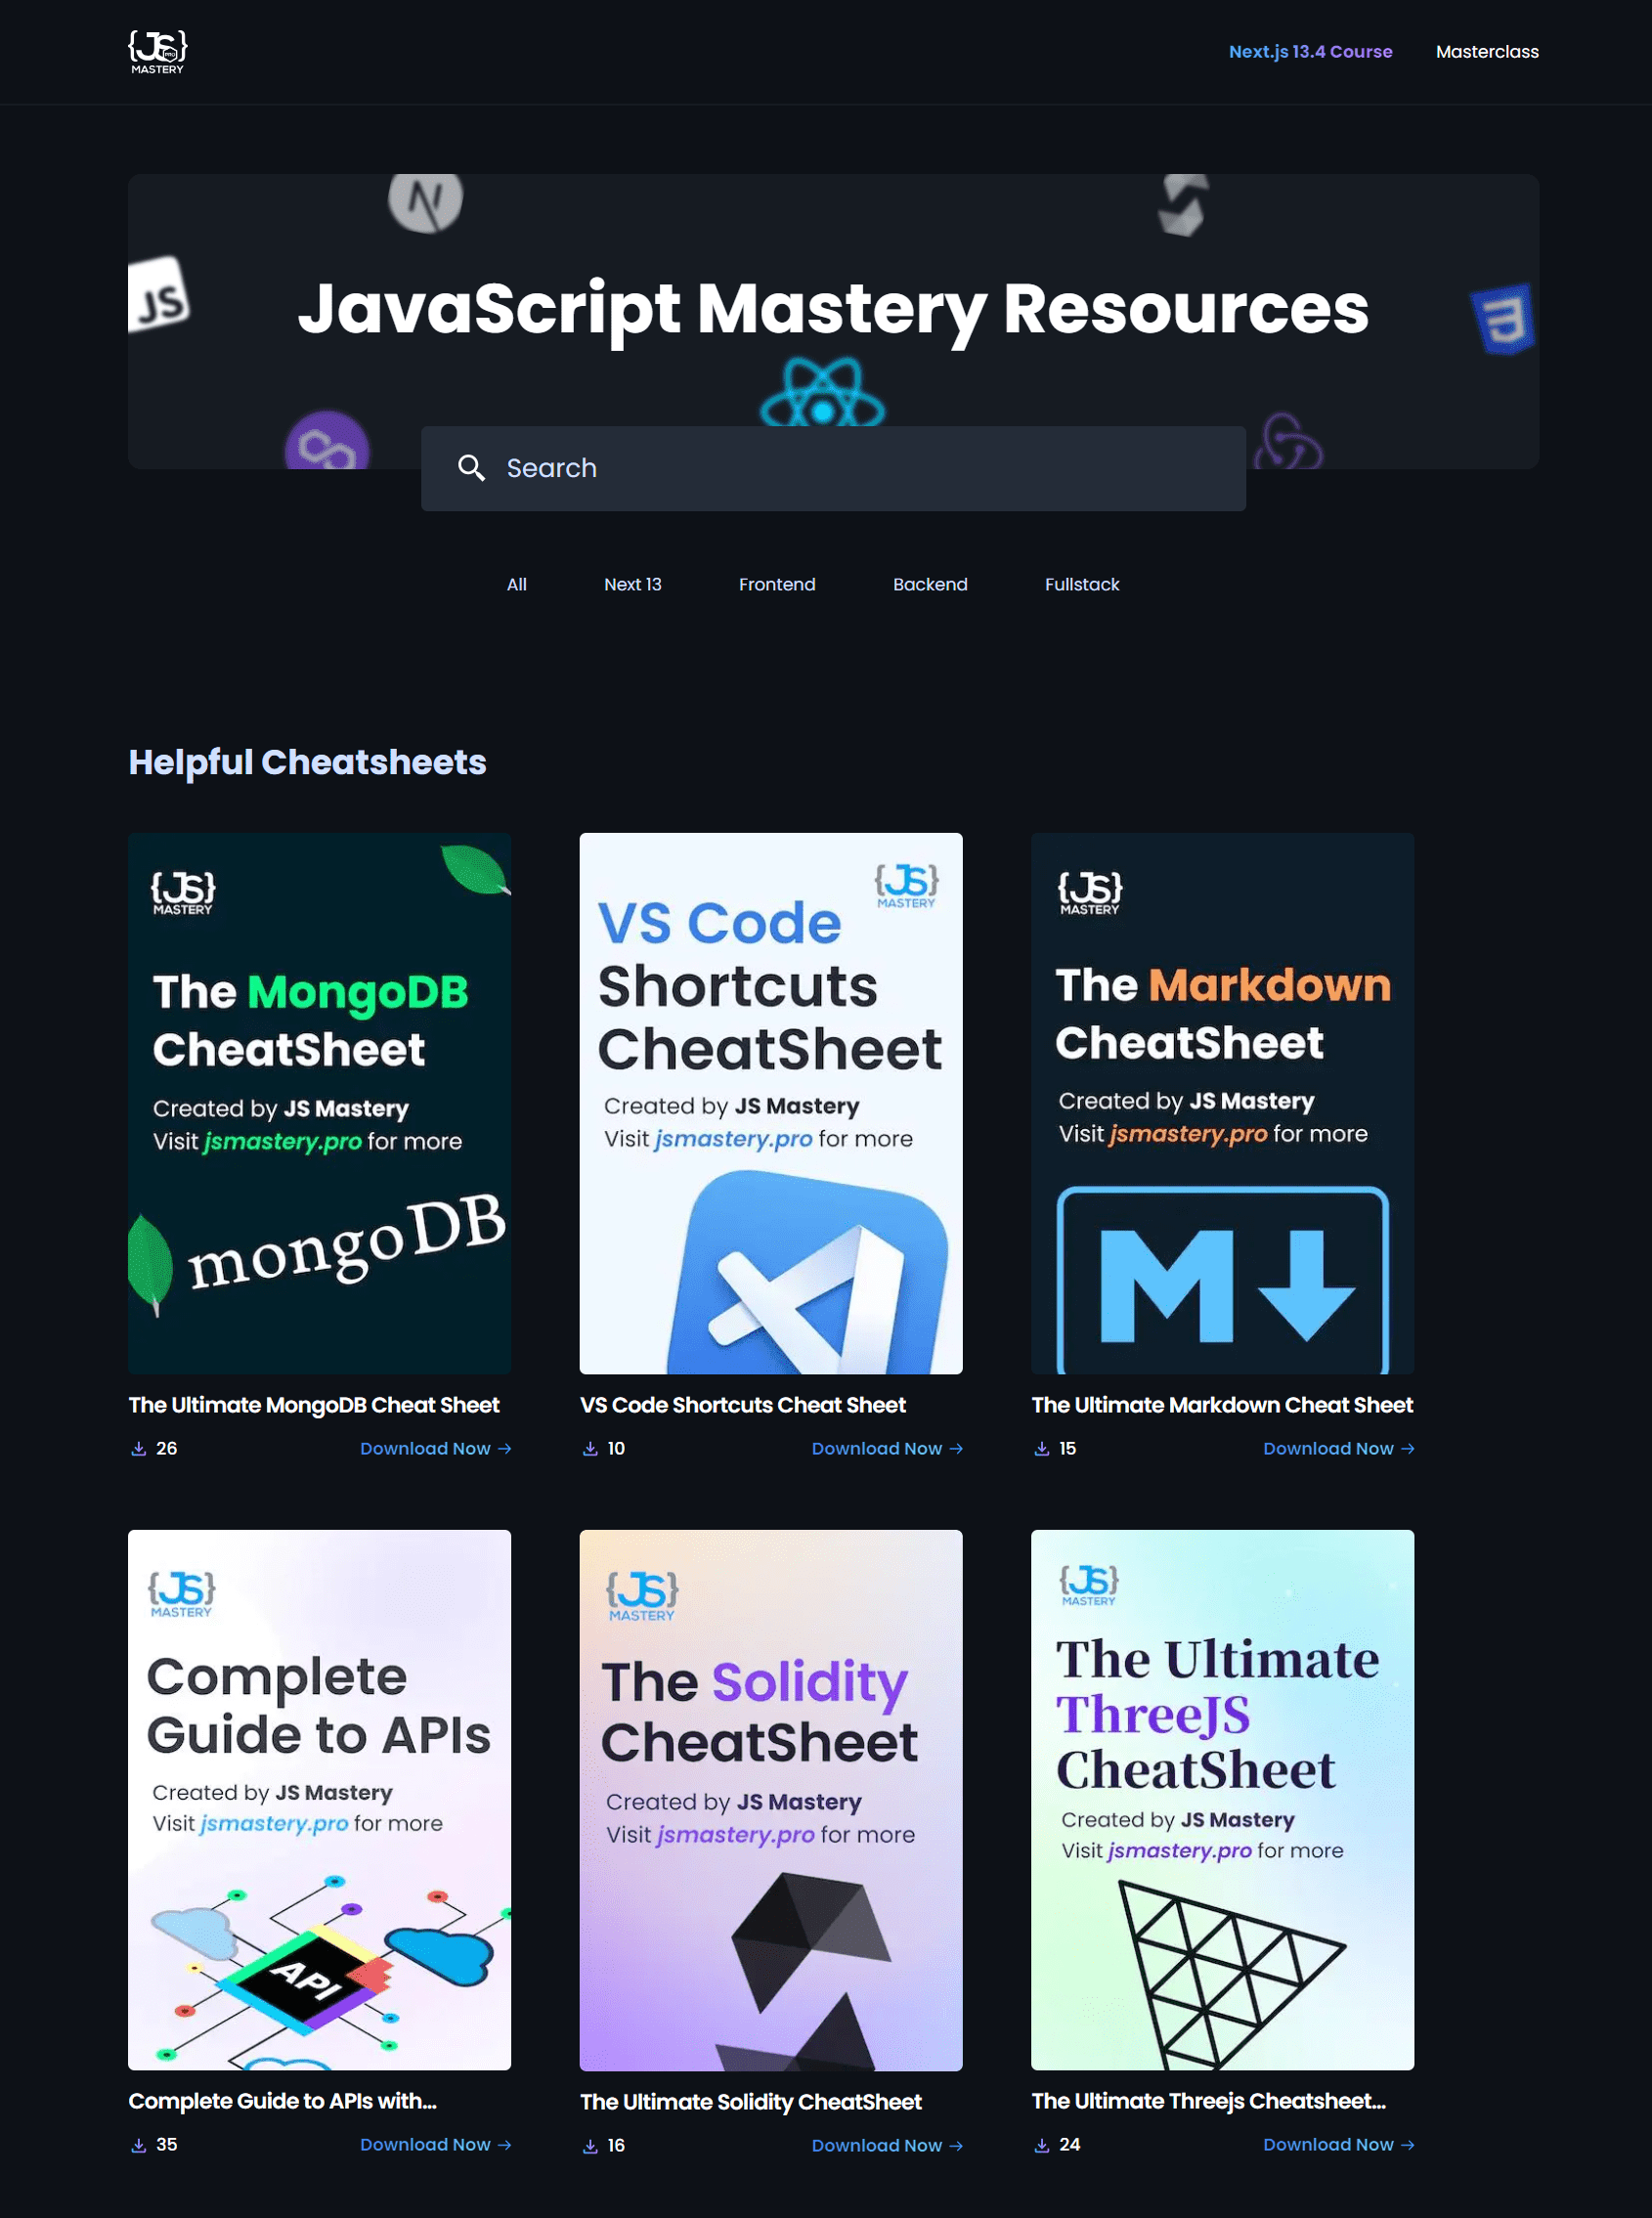 {JS}
PRO
MASTERY
Next.js 13.4 Course
Masterclass
N
JS
JavaScript Mastery Resources
3
Search
All
Next 13
Frontend
Backend
Fullstack
Helpful Cheatsheets
{JS}
MASTERY
The MongoDB
CheatSheet
Created by JS Mastery
Visit jsmastery.pro for more
mongoDB
The Ultimate MongoDB Cheat Sheet
26
Download Now →
{JS}
MASTERY
VS Code
Shortcuts
CheatSheet
Created by JS Mastery
Visit jsmastery.pro for more
VS Code Shortcuts Cheat Sheet
10
Download Now →
{JS}
MASTERY
The Markdown
CheatSheet
Created by JS Mastery
Visit jsmastery.pro for more
M
The Ultimate Markdown Cheat Sheet
15
Download Now →
{JS}
MASTERY
Complete
Guide to APIs
Created by JS Mastery
Visit jsmastery.pro for more
API
Complete Guide to APIs with...
35
Download Now →
{JS}
MASTERY
The Solidity
CheatSheet
Created by JS Mastery
Visit jsmastery.pro for more
The Ultimate Solidity CheatSheet
16
Download Now →
{JS}
MASTERY
The Ultimate
ThreeJS
CheatSheet
Created by JS Mastery
Visit jsmastery.pro for more
The Ultimate Threejs Cheatsheet...
24
Download Now →